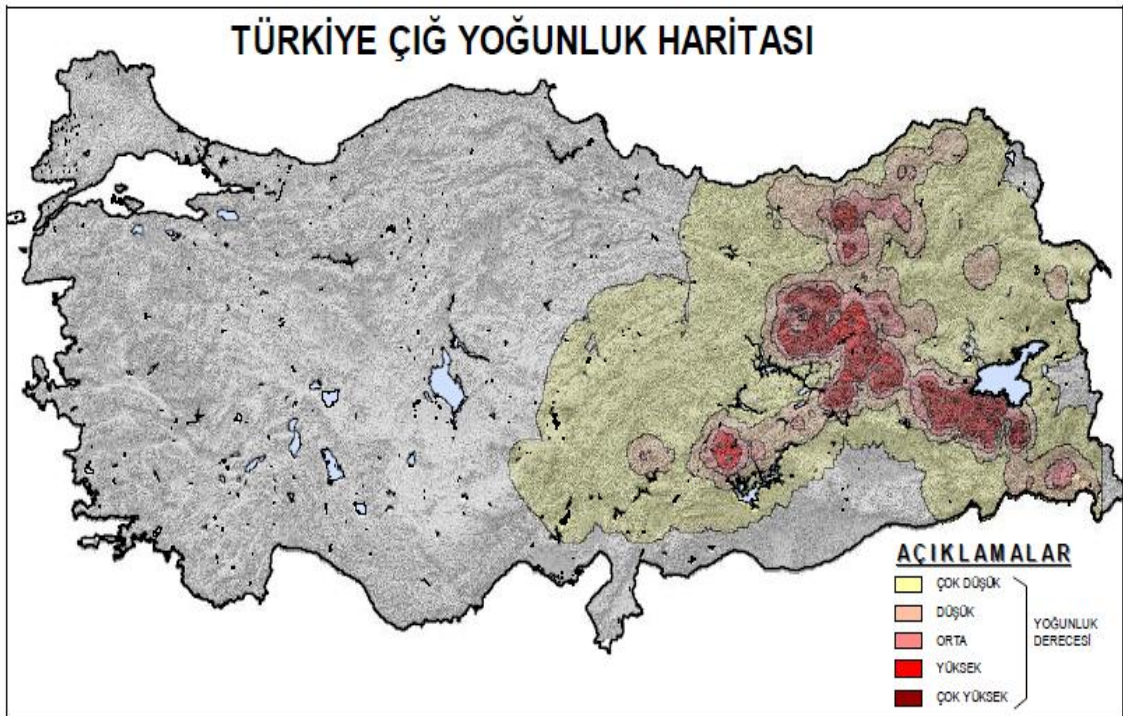 TÜRKİYE ÇIĞ YOĞUNLUK HARİTASI
AÇIKLAMALAR
ÇOK DÜŞÜK
DÜŞÜK
ORTA
YÜKSEK
ÇOK YÜKSEK
YOĞUNLUK
DERECESİ